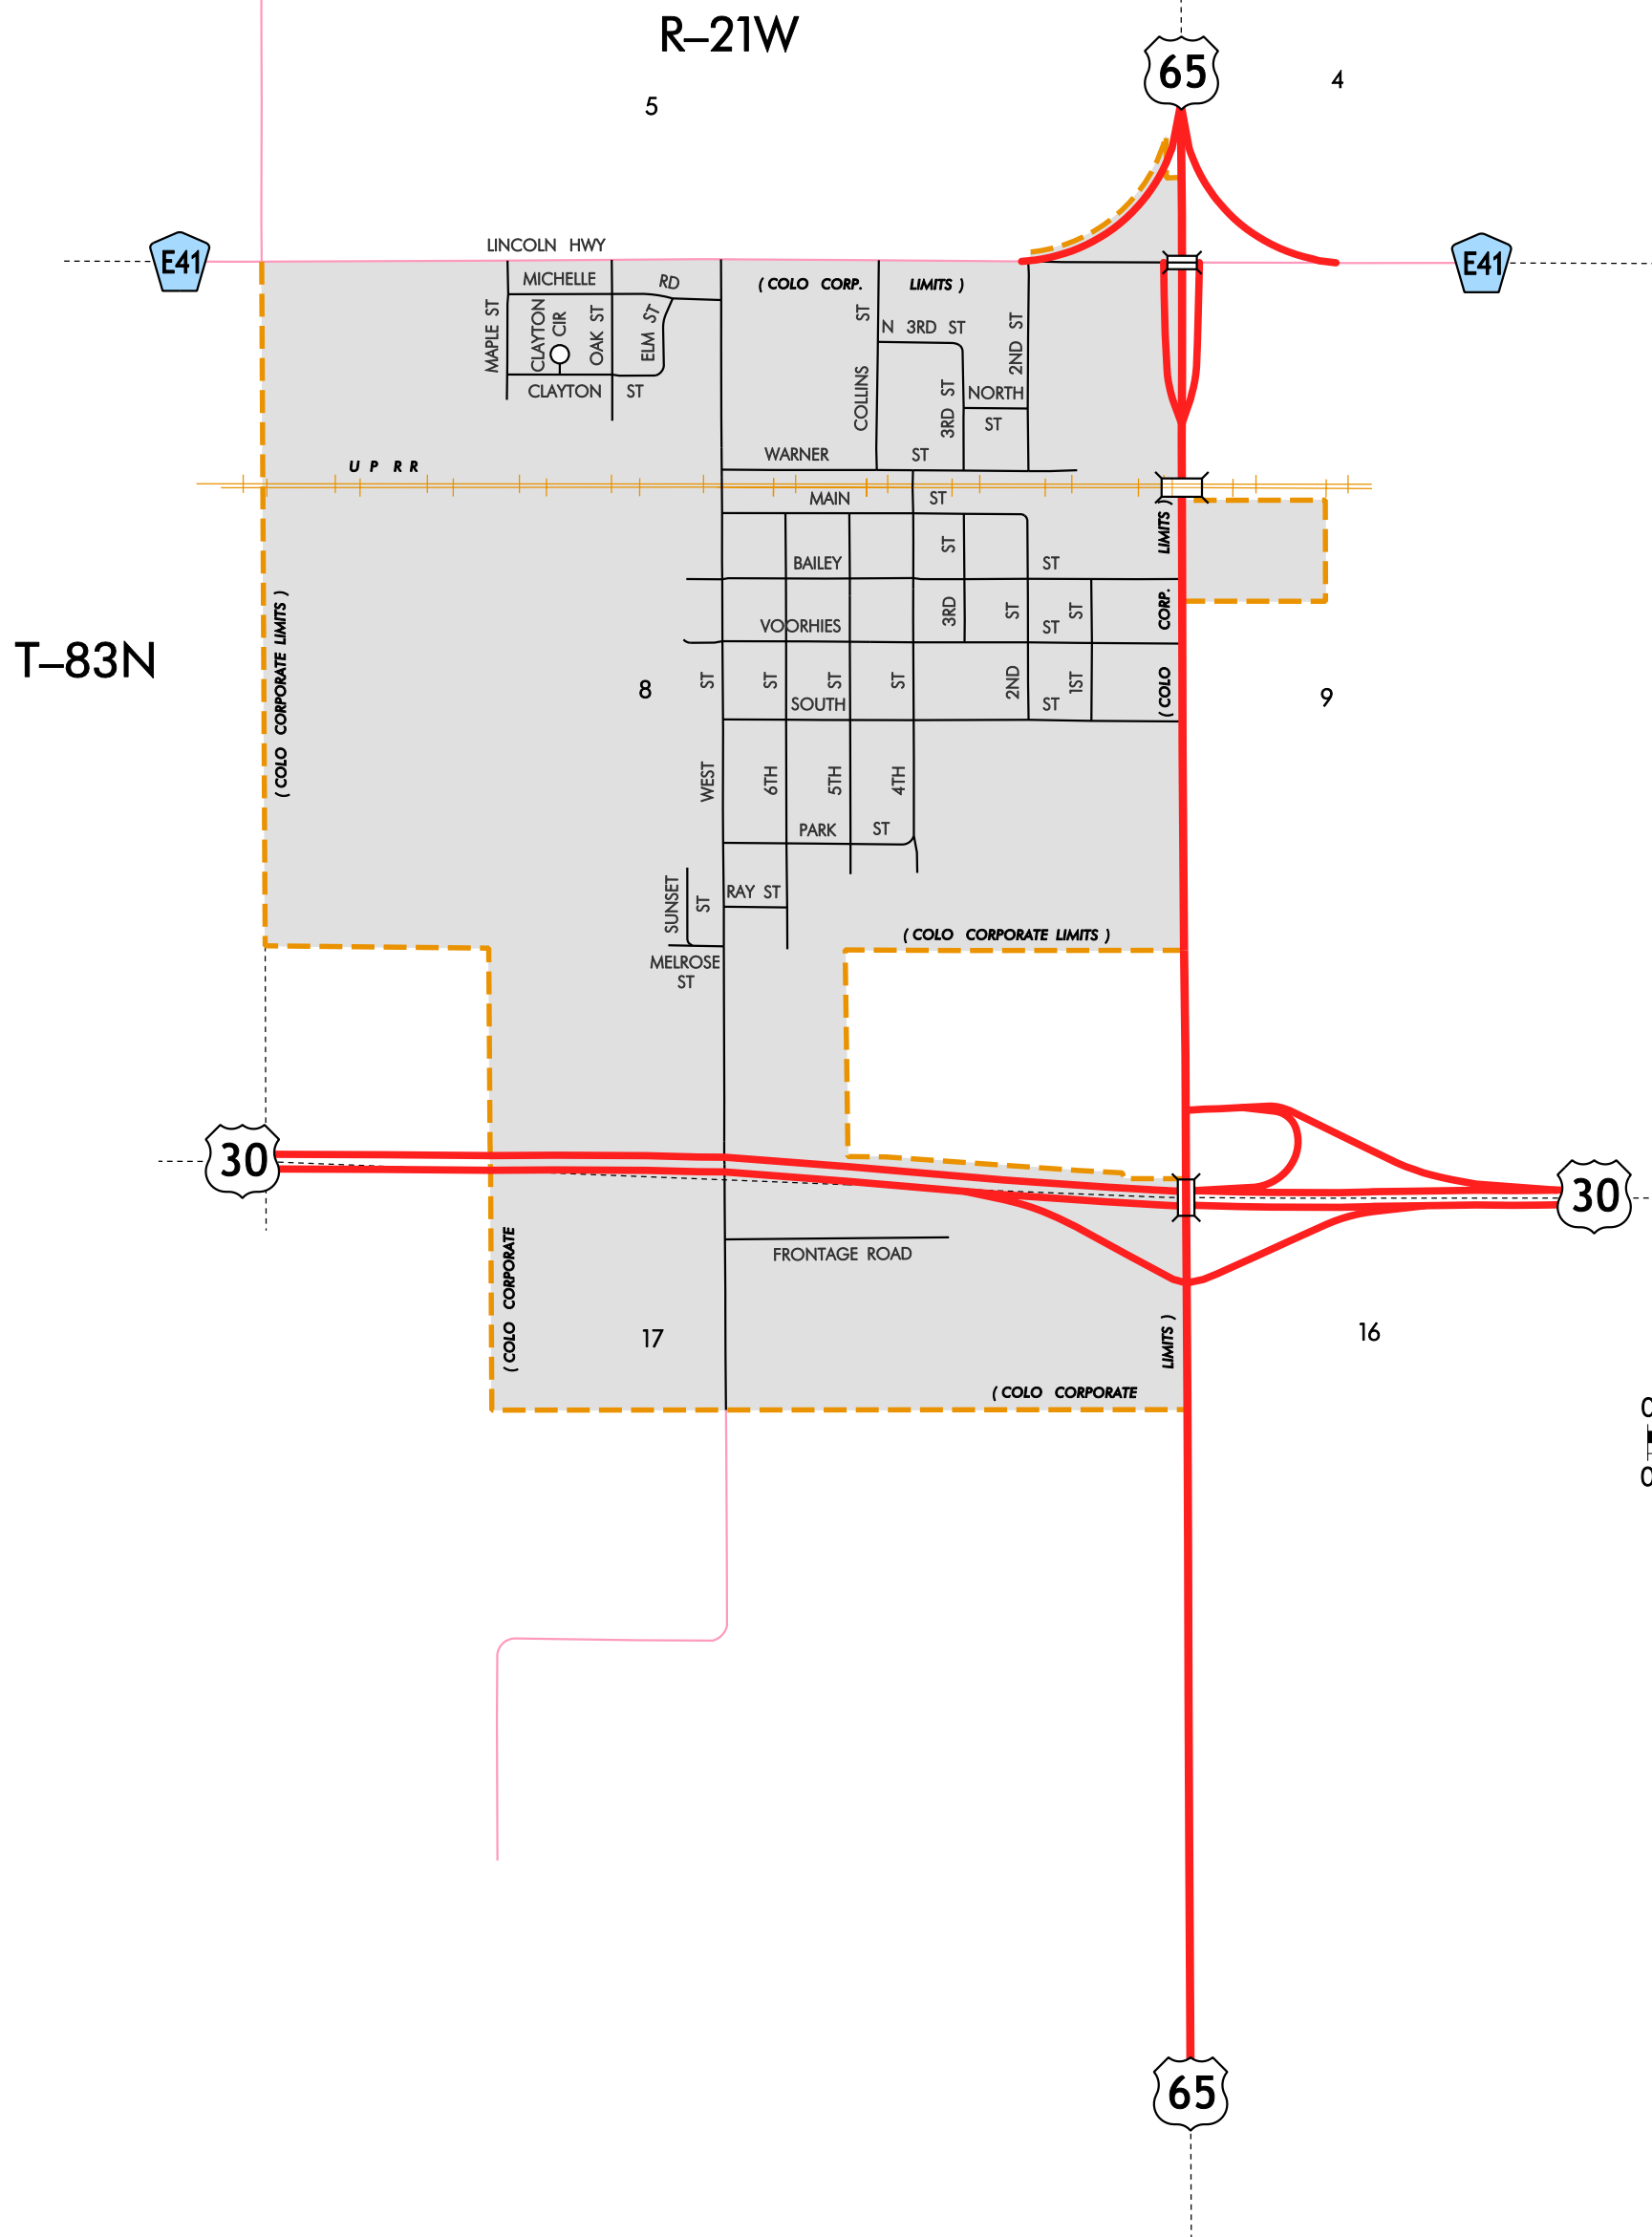 R–21W
65
4
5
LINCOLN HWY
E41
E41
MICHELLE RD
( COLO CORP. LIMITS )
MAPLE ST
CLAYTON CIR
OAK ST
ELM ST
COLLINS ST
N 3RD ST
2ND ST
3RD ST
NORTH
ST
CLAYTON ST
WARNER ST
U P R R
MAIN ST
LIMITS )
BAILEY ST
ST
3RD
ST
ST
CORP.
VOORHIES ST
( COLO CORPORATE LIMITS )
T–83N
8
ST
ST
ST
ST
2ND
1ST
( COLO
9
SOUTH ST
WEST
6TH
5TH
4TH
PARK ST
SUNSET
ST
RAY ST
( COLO CORPORATE LIMITS )
MELROSE
ST
30
30
( COLO CORPORATE
FRONTAGE ROAD
LIMITS )
17
16
( COLO CORPORATE
0
0
65